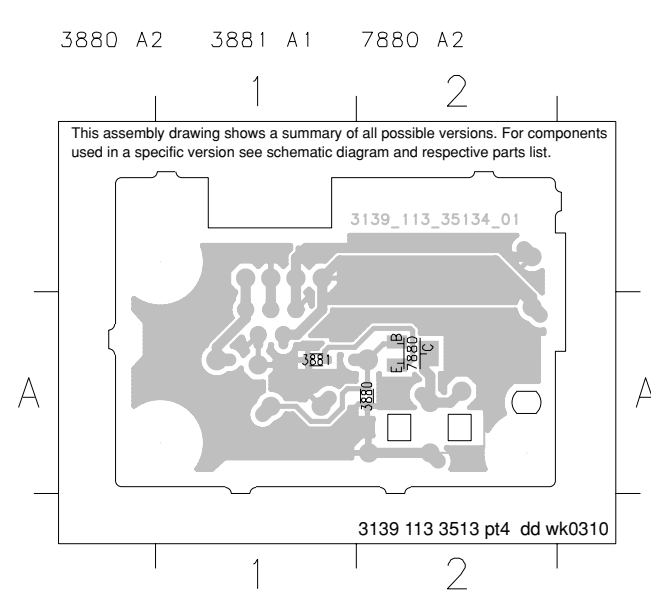 3880 A2 3881 A1 7880 A2
1 2
This assembly drawing shows a summary of all possible versions. For components
used in a specific version see schematic diagram and respective parts list.
3139_113_35134_01
B
7880
C
E
3881
3880
A A
3139 113 3513 pt4 dd wk0310
1 2